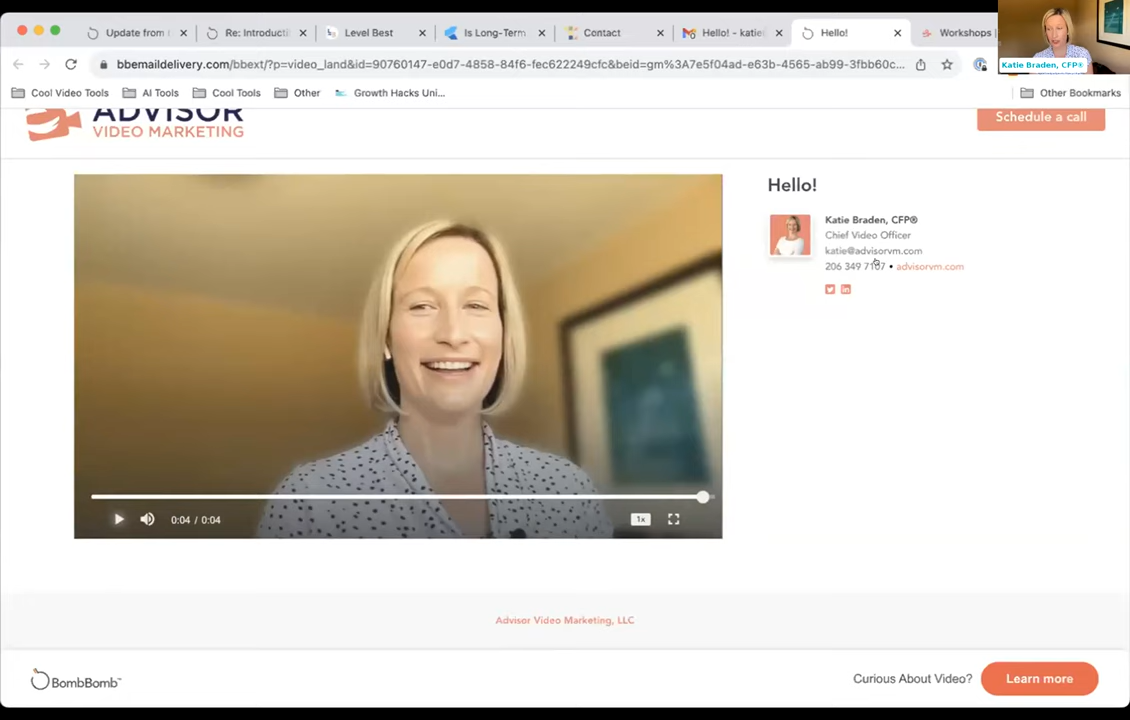 Update from
Re: Introducti
Level Best
Is Long-Term
Contact
Hello! - katie
Hello!
Workshops |
Katie Braden, CFP®
bbemaildelivery.com/bbext/?p=video_land&id=90760147-e0d7-4858-84f6-fec622249cfc&beid=gm%3A7e5f04ad-e63b-4565-ab99-3fbb60c...
Cool Video Tools
AI Tools
Cool Tools
Other
Growth Hacks Uni...
Other Bookmarks
ADVISOR
VIDEO MARKETING
Schedule a call
Hello!
Katie Braden, CFP®
Chief Video Officer
katie@advisorvm.com
206 349 7107 • advisorvm.com
0:04 / 0:04
1x
Advisor Video Marketing, LLC
BombBomb™
Curious About Video?
Learn more